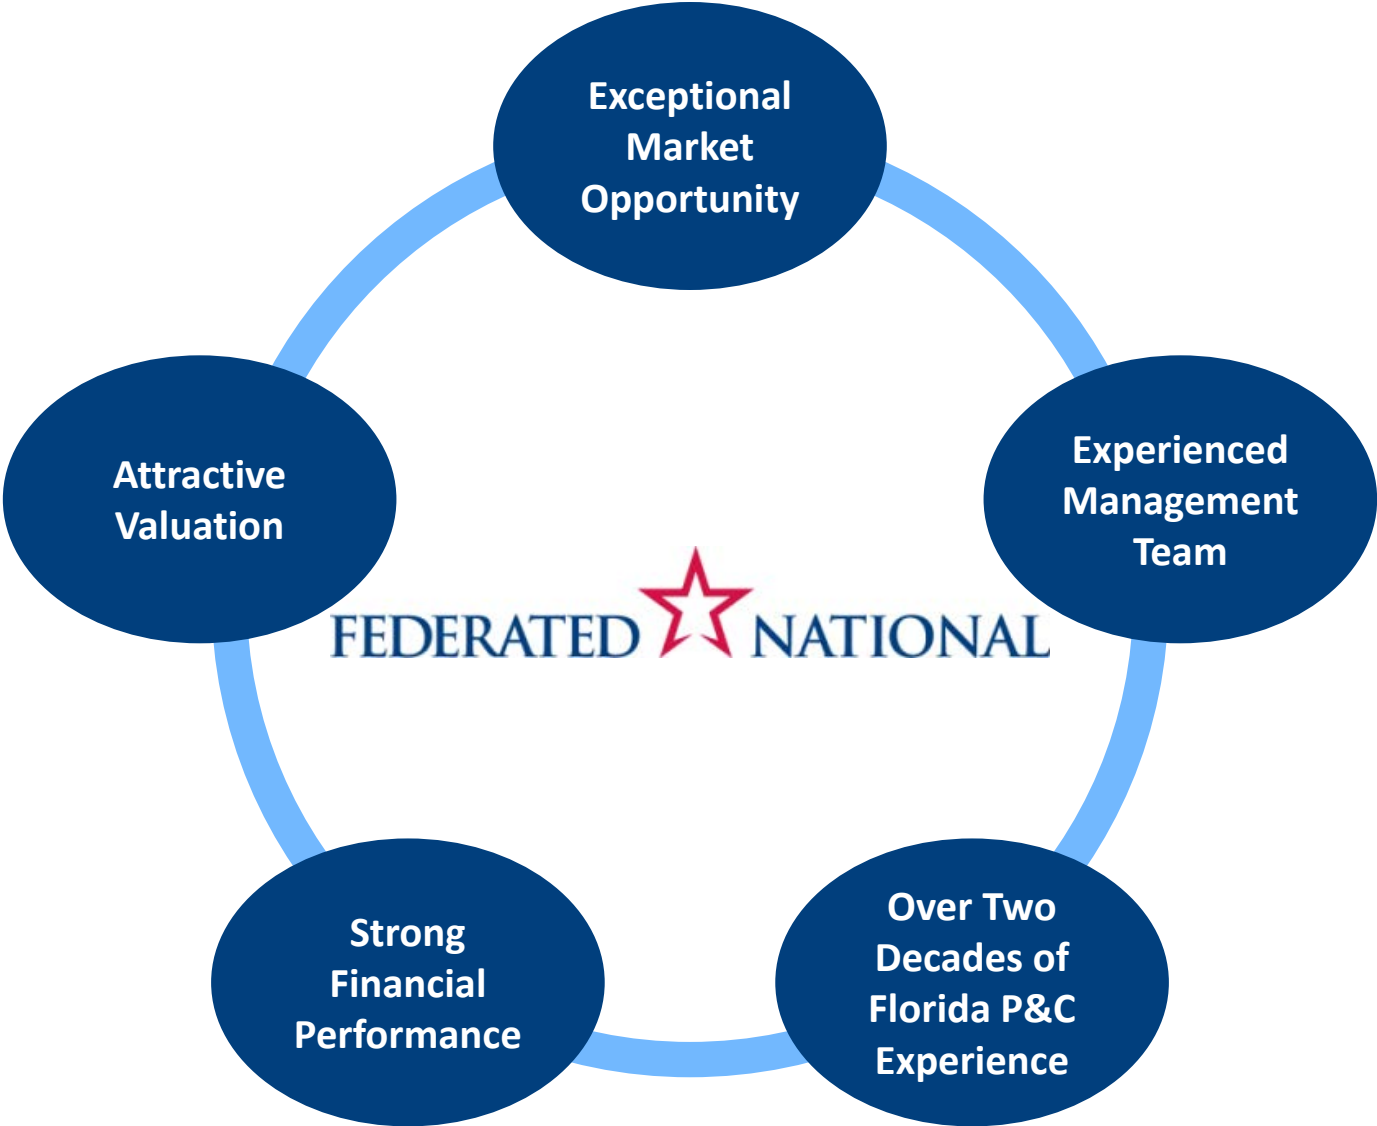 Exceptional
Market
Opportunity
Experienced
Management
Team
Attractive
Valuation
FEDERATED NATIONAL
Over Two
Decades of
Florida P&C
Experience
Strong
Financial
Performance